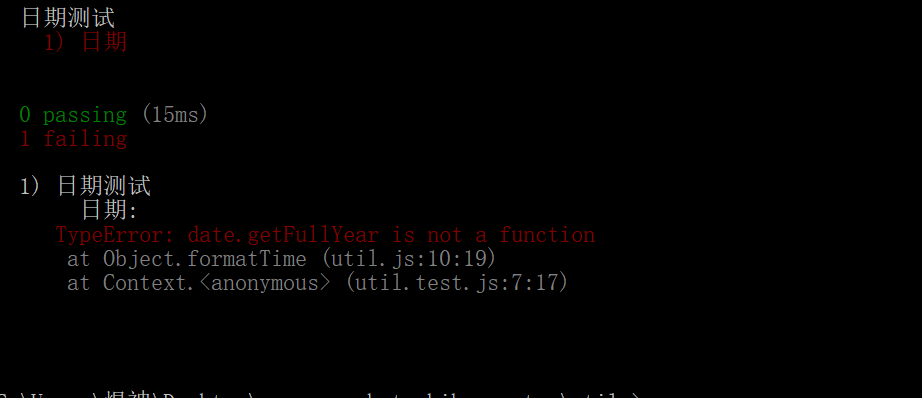 日期测试
1) 日期
0 passing (15ms)
1 failing
1) 日期测试
日期:
TypeError: date.getFullYear is not a function
at Object.formatTime (util.js:10:19)
at Context.<anonymous> (util.test.js:7:17)